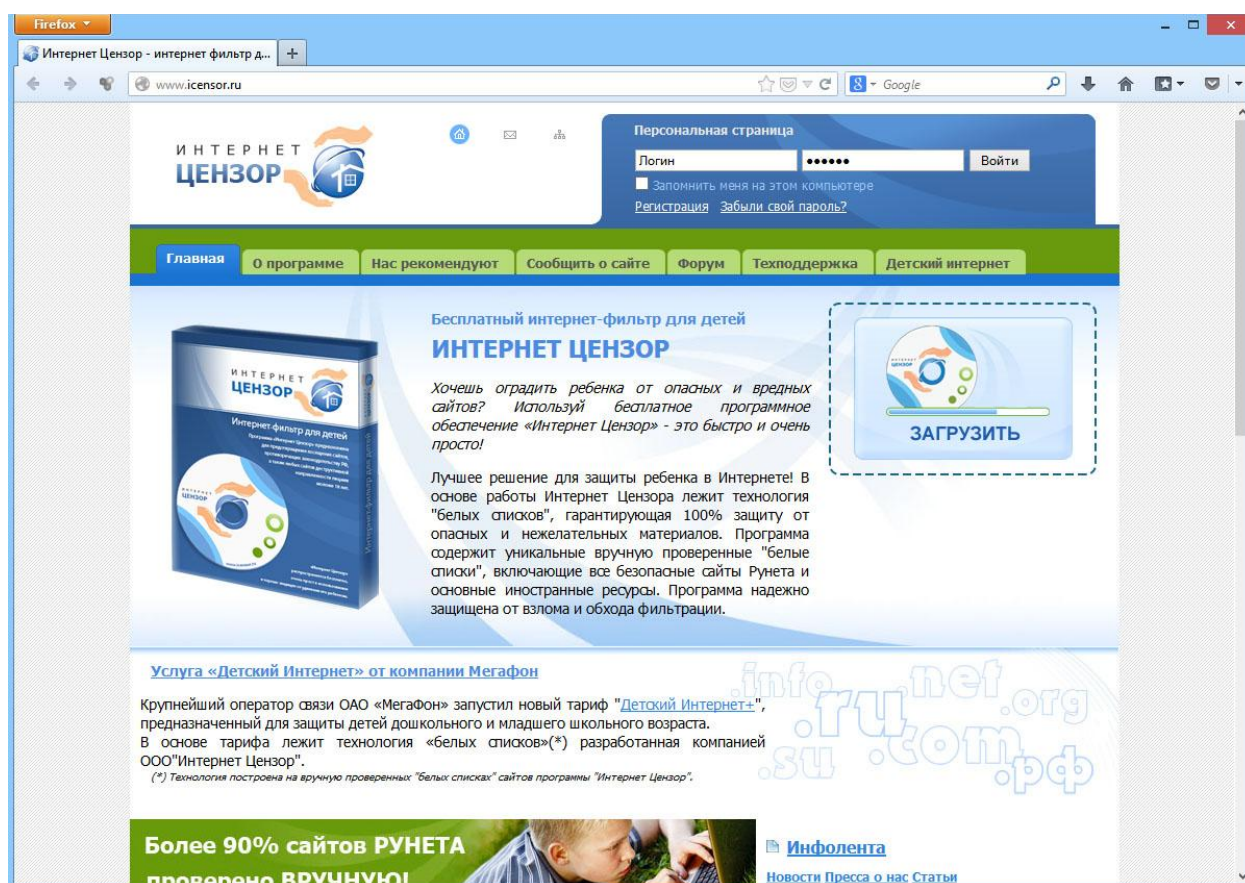 Firefox
Интернет Цензор - интернет фильтр д...
www.icensor.ru
Google
ИНТЕРНЕТ
ЦЕНЗОР
Персональная страница
Логин
Войти
Запомнить меня на этом компьютере
Регистрация Забыли свой пароль?
Главная
О программе
Нас рекомендуют
Сообщить о сайте
Форум
Техподдержка
Детский интернет
ИНТЕРНЕТ
ЦЕНЗОР
Интернет-фильтр для детей
Бесплатный интернет-фильтр для детей
ИНТЕРНЕТ ЦЕНЗОР
Хочешь оградить ребенка от опасных и вредных
сайтов? Используй бесплатное программное
обеспечение «Интернет Цензор» - это быстро и очень
просто!
Лучшее решение для защиты ребенка в Интернете! В
основе работы Интернет Цензора лежит технология
"белых списков", гарантирующая 100% защиту от
опасных и нежелательных материалов. Программа
содержит уникальные вручную проверенные "белые
списки", включающие все безопасные сайты Рунета и
основные иностранные ресурсы. Программа надежно
защищена от взлома и обхода фильтрации.
ЗАГРУЗИТЬ
Услуга «Детский Интернет» от компании Мегафон
Крупнейший оператор связи ОАО «МегаФон» запустил новый тариф "Детский Интернет+",
предназначенный для защиты детей дошкольного и младшего школьного возраста.
В основе тарифа лежит технология «белых списков»(*) разработанная компанией
ООО"Интернет Цензор".
(*) Технология построена на вручную проверенных "белых списках" сайтов программы "Интернет Цензор".
.info
.ru
.net
.org
.su
.com
.рф
Более 90% сайтов РУНЕТА
проверено ВРУЧНУЮ!
Инфолента
Новости Пресса о нас Статьи